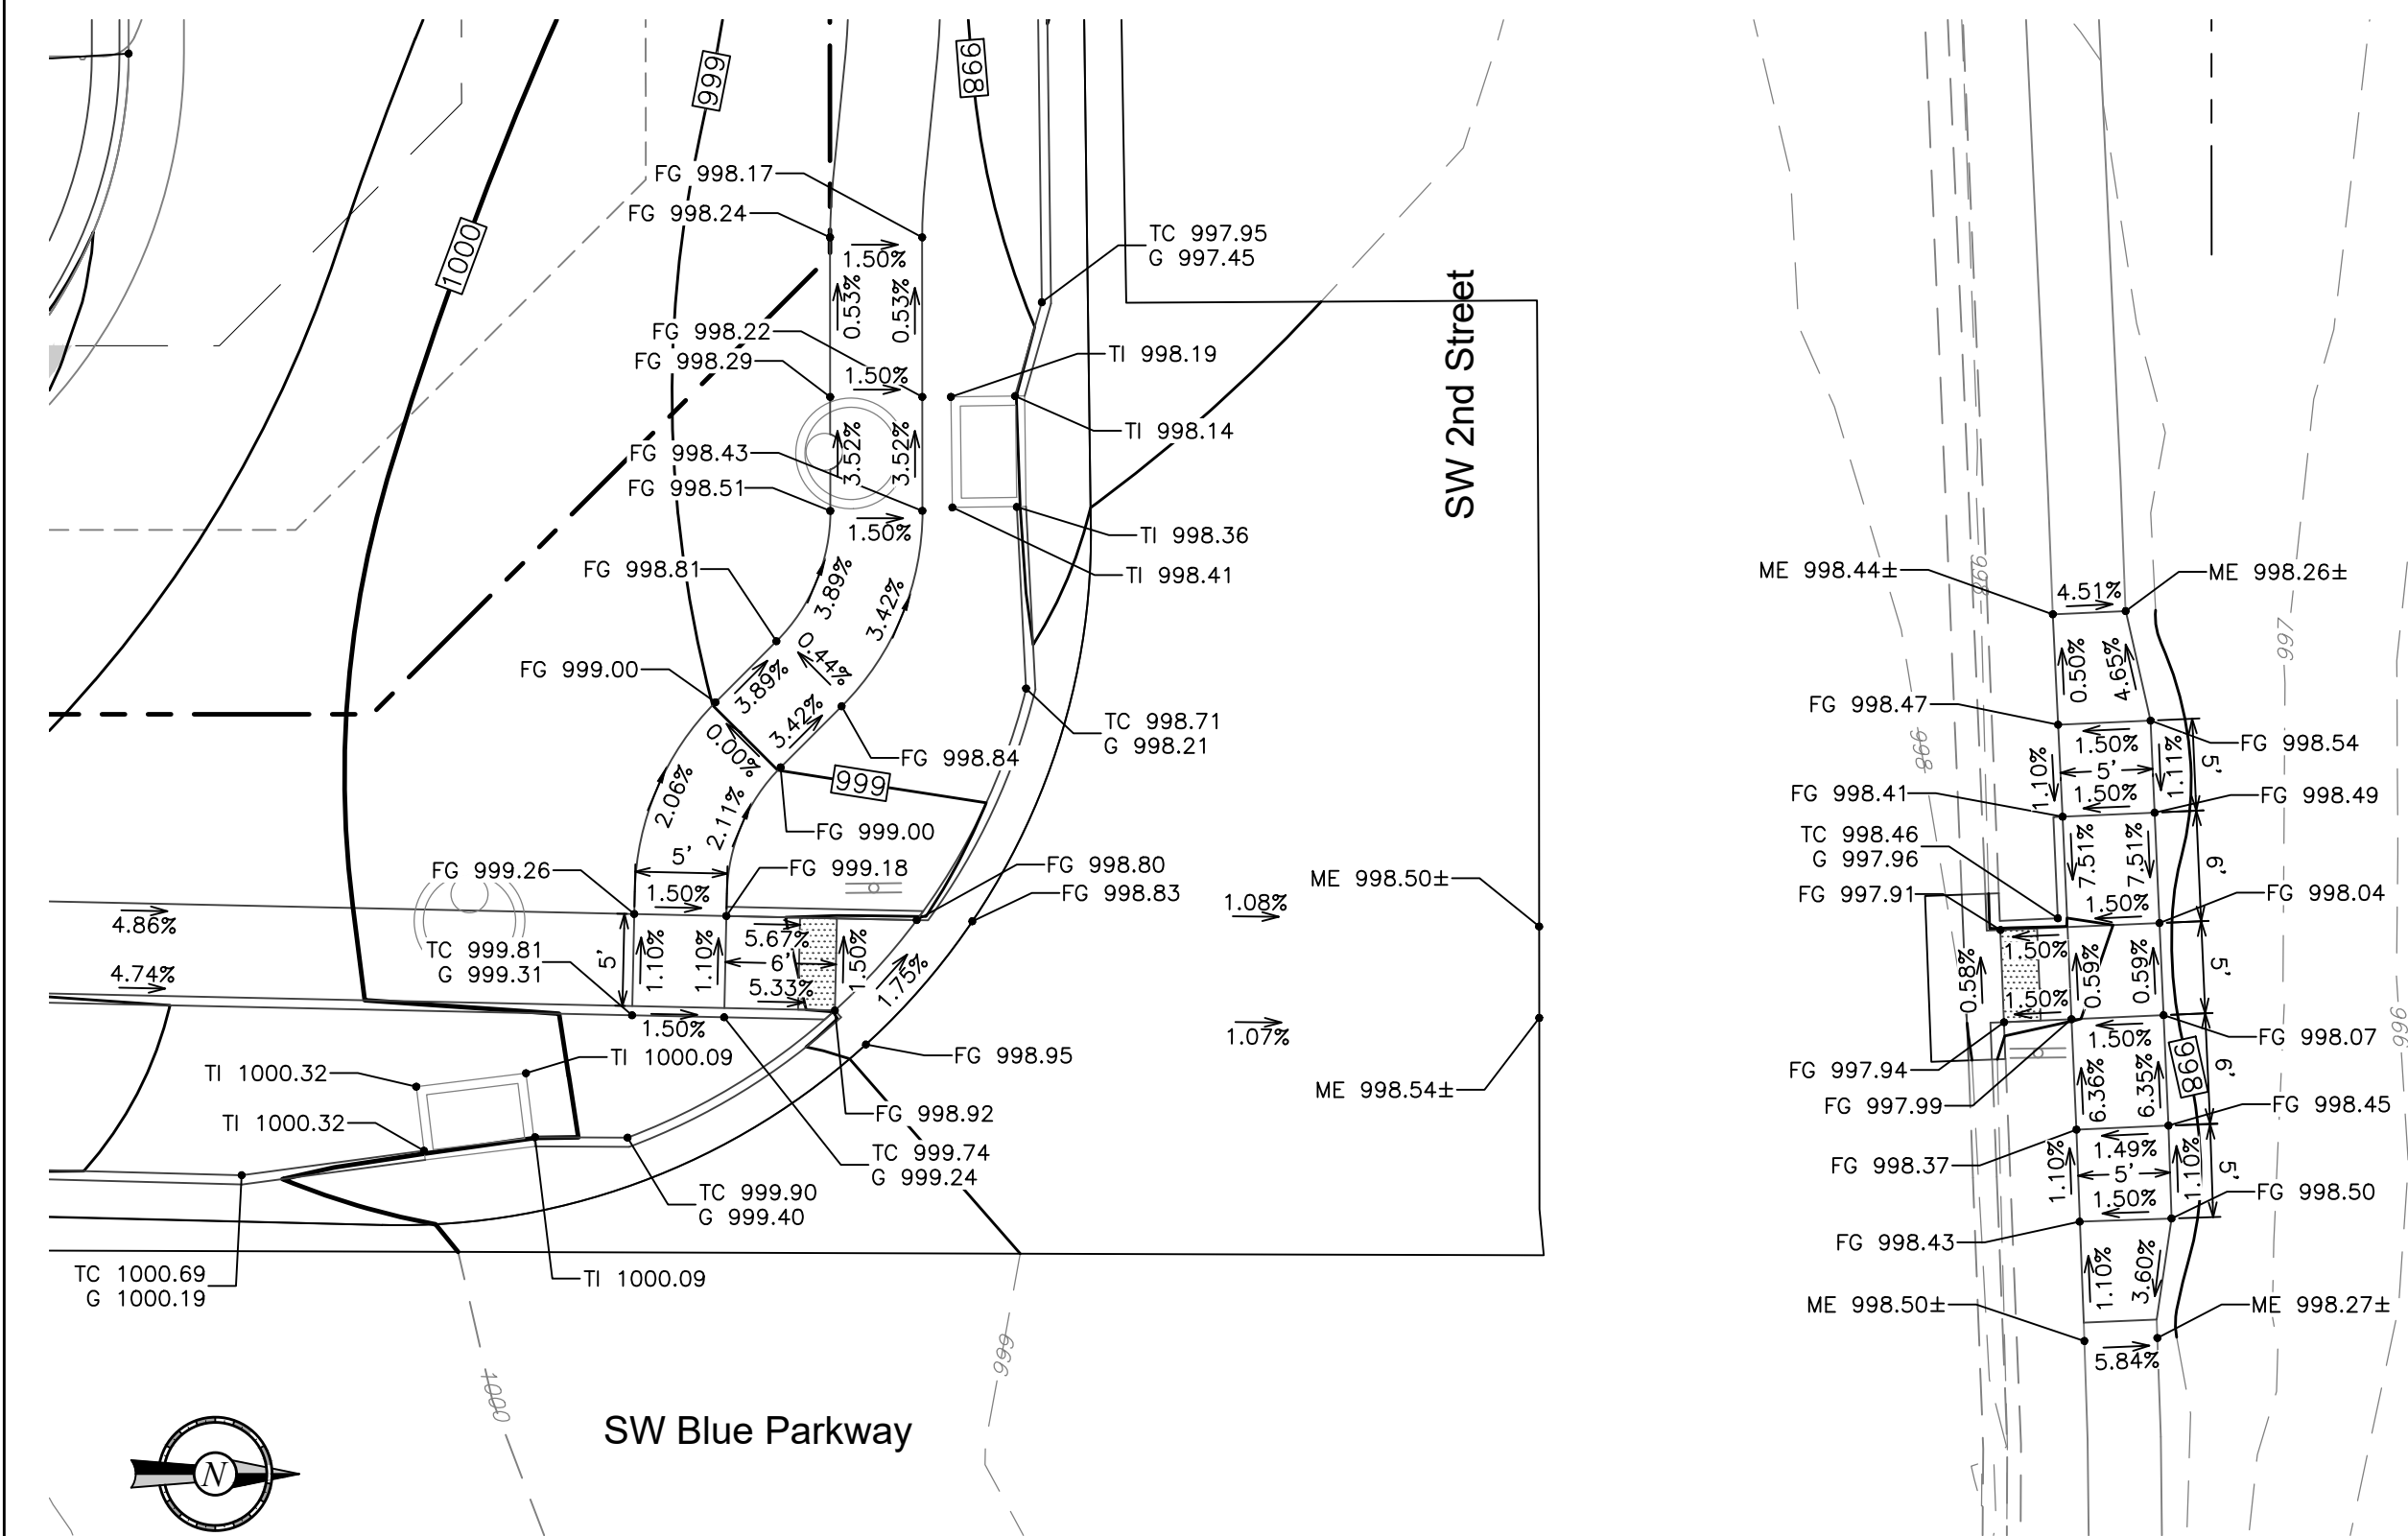 999
998
FG 998.17
FG 998.24
1000
TC 997.95
G 997.45
1.50%
0.53%
0.53%
FG 998.22
FG 998.29
TI 998.19
1.50%
SW 2nd Street
TI 998.14
FG 998.43
3.52%
3.52%
FG 998.51
1.50%
TI 998.36
TI 998.41
FG 998.81
3.89%
3.42%
0.44%
FG 999.00
3.89%
3.42%
0.00%
TC 998.71
G 998.21
FG 998.84
999
2.06%
2.11%
FG 999.00
5'
FG 999.26
FG 999.18
FG 998.80
FG 998.83
1.50%
4.86%
4.74%
TC 999.81
G 999.31
5'
1.10%
1.10%
5.67%
6'
5.33%
1.50%
1.75%
1.50%
1.08%
1.07%
ME 998.50±
ME 998.54±
TI 1000.09
FG 998.95
TI 1000.32
TI 1000.32
FG 998.92
TC 999.74
G 999.24
TC 999.90
G 999.40
TC 1000.69
G 1000.19
TI 1000.09
1000
999
SW Blue Parkway
N
998
998
997
996
ME 998.44±
4.51%
ME 998.26±
0.50%
4.65%
FG 998.47
FG 998.54
1.50%
1.10%
5'
1.11%
5'
FG 998.41
1.50%
FG 998.49
TC 998.46
G 997.96
7.51%
7.51%
6'
FG 997.91
FG 998.04
1.50%
1.50%
0.58%
0.59%
0.59%
5'
1.50%
1.50%
FG 998.07
FG 997.94
998
FG 997.99
6.36%
6.35%
6'
FG 998.45
1.49%
FG 998.37
1.10%
5'
1.10%
5'
1.50%
FG 998.50
FG 998.43
1.10%
3.60%
ME 998.50±
ME 998.27±
5.84%